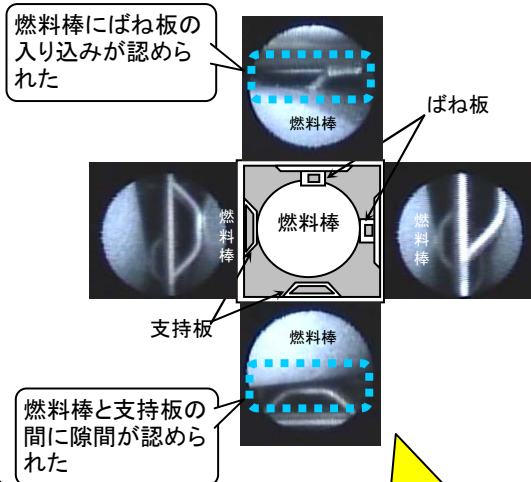 燃料棒にばね板の
入り込みが認めら
れた
燃料棒
ばね板
燃料棒
燃料棒
燃料棒
支持板
燃料棒
燃料棒と支持板の
間に隙間が認めら
れた